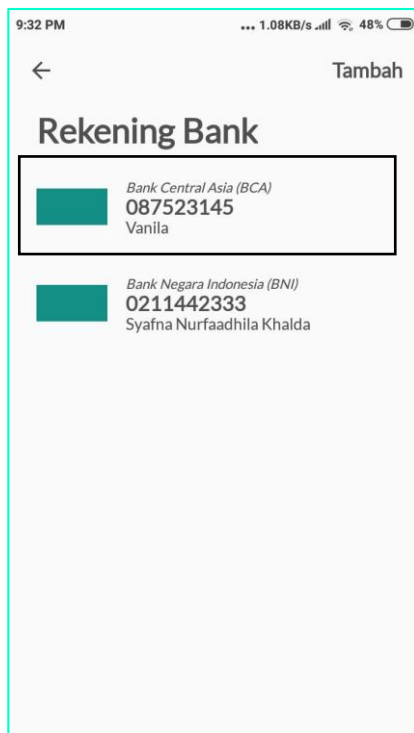 9:32 PM ... 1.08KB/s 48%
Tambah
Rekening Bank
Bank Central Asia (BCA)
087523145
Vanila
Bank Negara Indonesia (BNI)
0211442333
Syafna Nurfaadhila Khalda